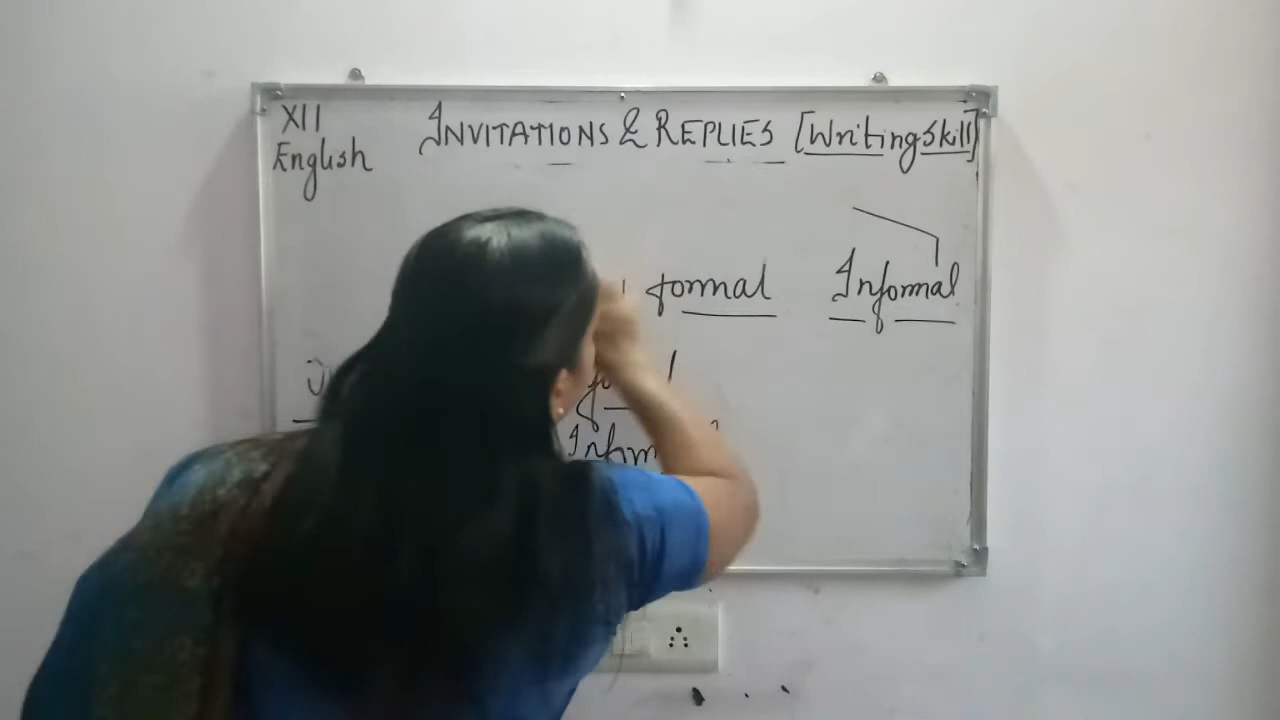 XII
English
INVITATIONS & REPLIES [Writing Skill]
formal Informal